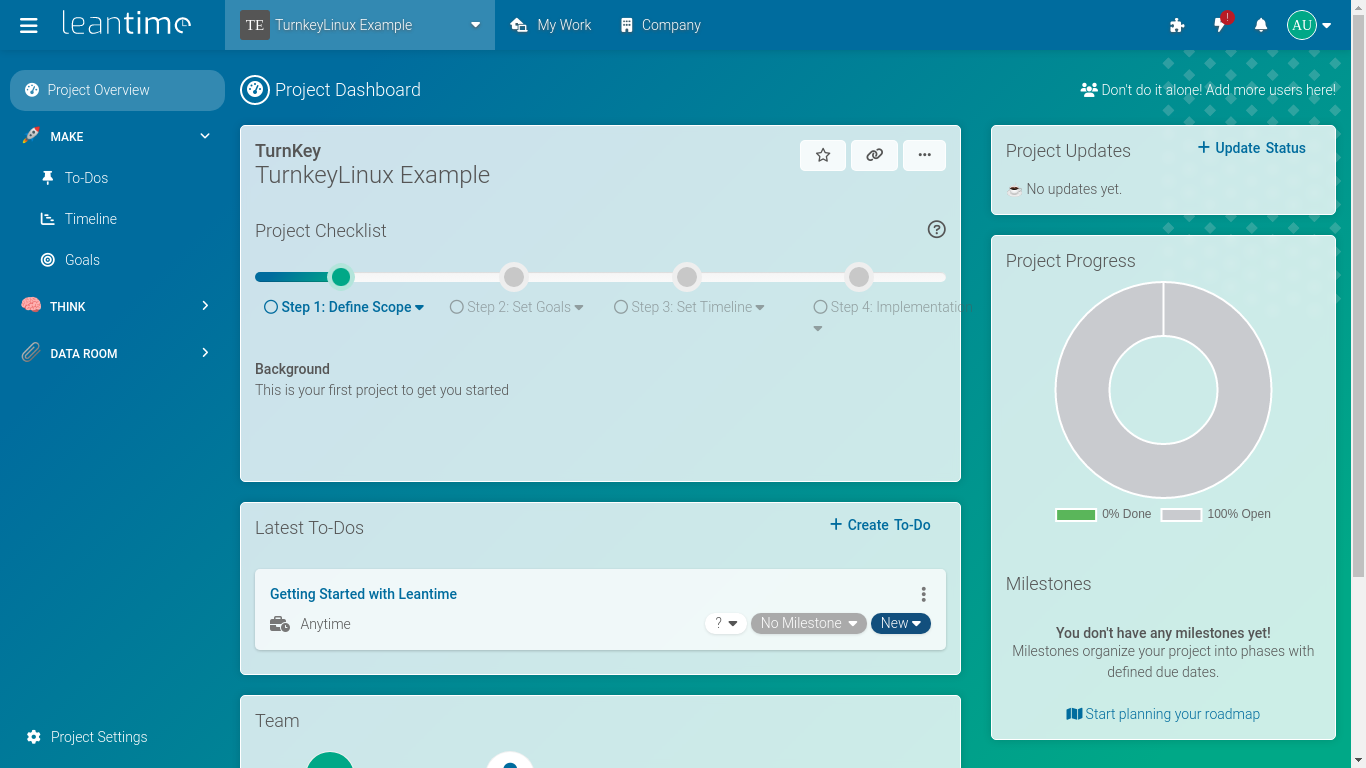 leantime
TE TurnkeyLinux Example
My Work
Company
!
AU
Project Overview
MAKE
To-Dos
Timeline
Goals
THINK
DATA ROOM
Project Settings
Project Dashboard
Don't do it alone! Add more users here!
TurnKey
TurnkeyLinux Example
Project Checklist
?
Step 1: Define Scope
Step 2: Set Goals
Step 3: Set Timeline
Step 4: Implementation
Background
This is your first project to get you started
Latest To-Dos
+ Create To-Do
Getting Started with Leantime
Anytime
?
No Milestone
New
Team
Project Updates
+ Update Status
No updates yet.
Project Progress
0% Done
100% Open
Milestones
You don't have any milestones yet!
Milestones organize your project into phases with
defined due dates.
Start planning your roadmap